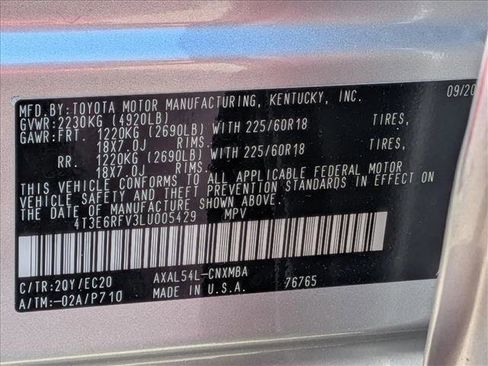 MFD.BY:TOYOTA MOTOR MANUFACTURING, KENTUCKY, INC. 09/20
GVWR:2230KG (4920LB)
GAWR:FRT. 1220KG (2690LB) WITH 225/60R18 TIRES,
18X7.0J RIMS.
RR. 1220KG (2690LB) WITH 225/60R18 TIRES,
18X7.0J RIMS.
THIS VEHICLE CONFORMS TO ALL APPLICABLE FEDERAL MOTOR
VEHICLE SAFETY AND THEFT PREVENTION STANDARDS IN EFFECT ON
THE DATE OF MANUFACTURE SHOWN ABOVE.
4T3E6RFV3LU005429 MPV
C/TR:2QY/EC20 AXAL54L-CNXMBA
A/TM:-02A/P710 MADE IN U.S.A. 76765